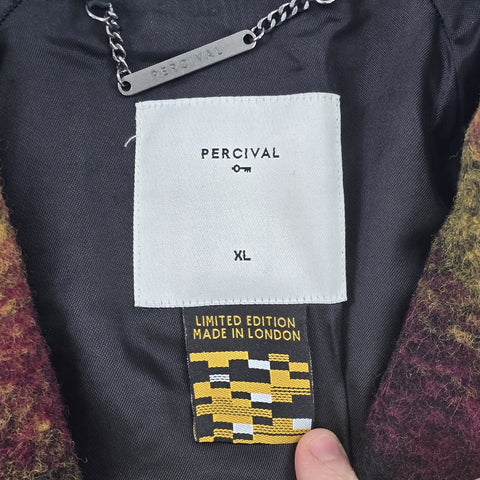 PERCIVAL
PERCIVAL
XL
LIMITED EDITION
MADE IN LONDON